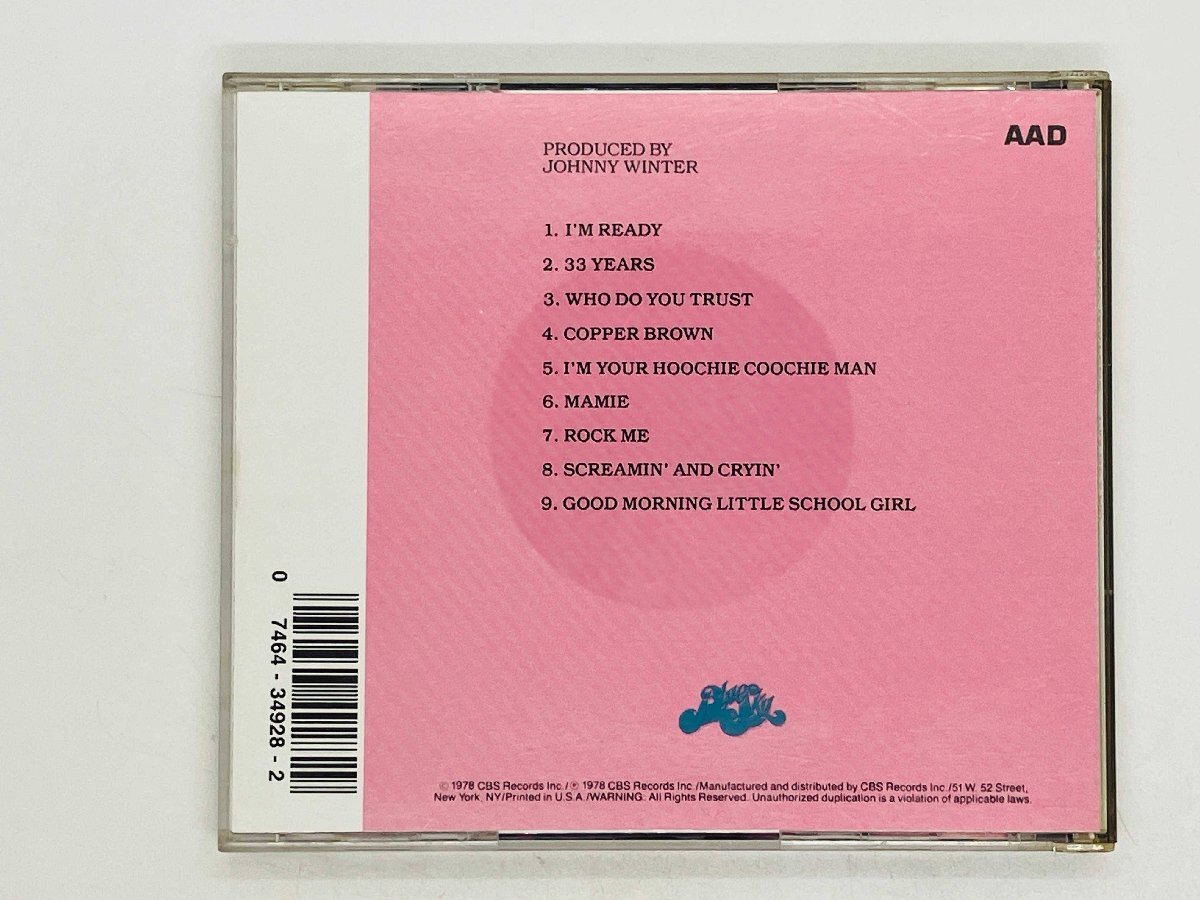 AAD
PRODUCED BY
JOHNNY WINTER
1. I'M READY
2. 33 YEARS
3. WHO DO YOU TRUST
4. COPPER BROWN
5. I'M YOUR HOOCHIE COOCHIE MAN
6. MAMIE
7. ROCK ME
8. SCREAMIN' AND CRYIN'
9. GOOD MORNING LITTLE SCHOOL GIRL
0 7464-34928-2
Blue Sky
© 1978 CBS Records Inc./℗ 1978 CBS Records Inc./Manufactured and distributed by CBS Records Inc./51 W. 52 Street,
New York, NY/Printed in U.S.A./WARNING: All Rights Reserved. Unauthorized duplication is a violation of applicable laws.